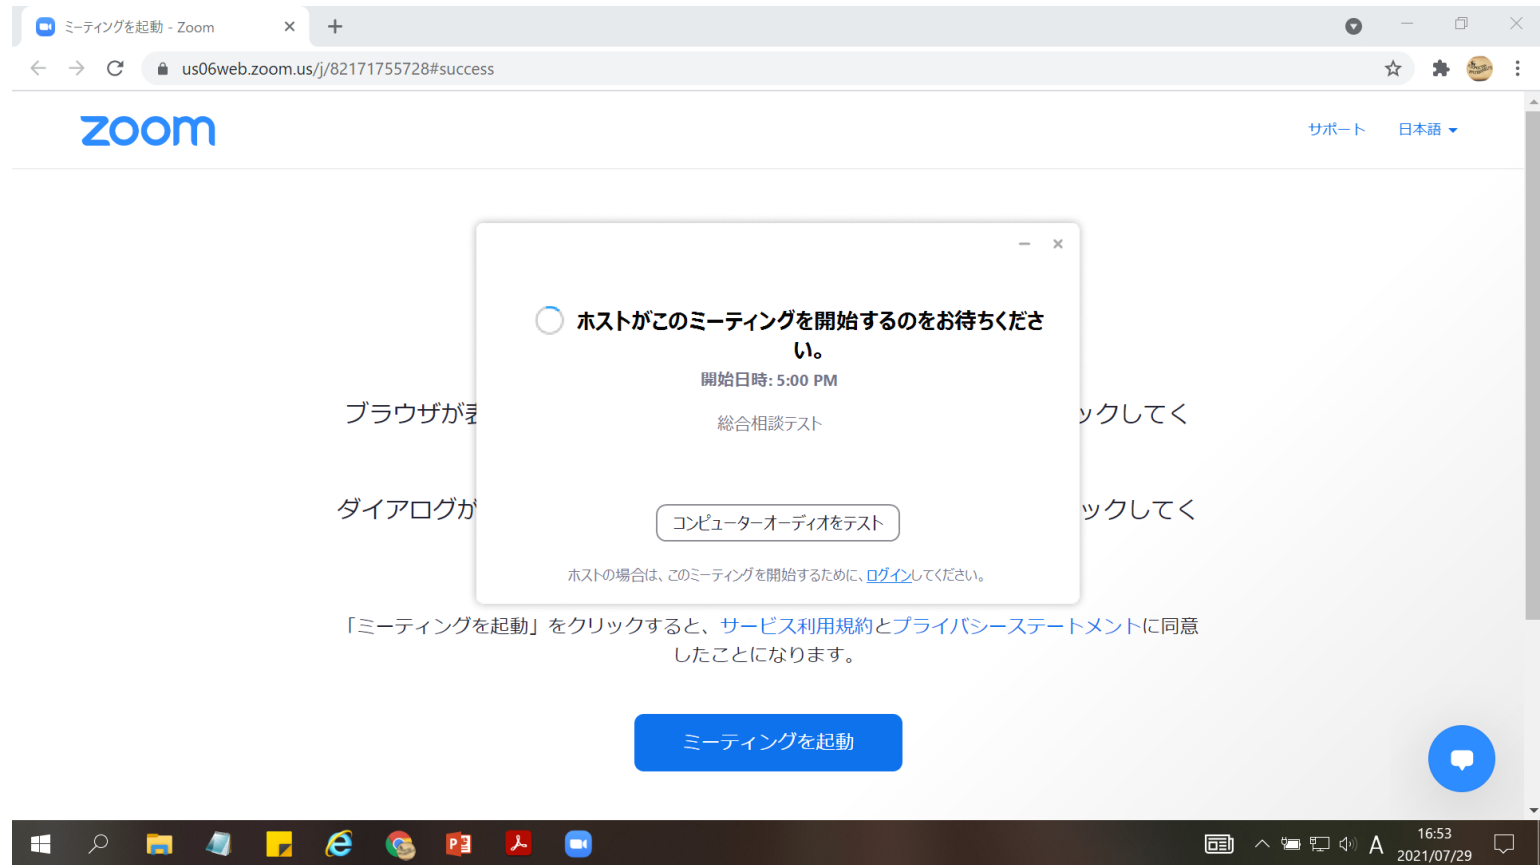 ミーティングを起動 - Zoom
us06web.zoom.us/j/82171755728#success
zoom
サポート 日本語
ホストがこのミーティングを開始するのをお待ちくださ
い。
開始日時: 5:00 PM
総合相談テスト
ブラウザが表 ックしてく
ダイアログが ックしてく
コンピューターオーディオをテスト
ホストの場合は、このミーティングを開始するために、ログインしてください。
「ミーティングを起動」をクリックすると、サービス利用規約とプライバシーステートメントに同意
したことになります。
ミーティングを起動
A
16:53
2021/07/29